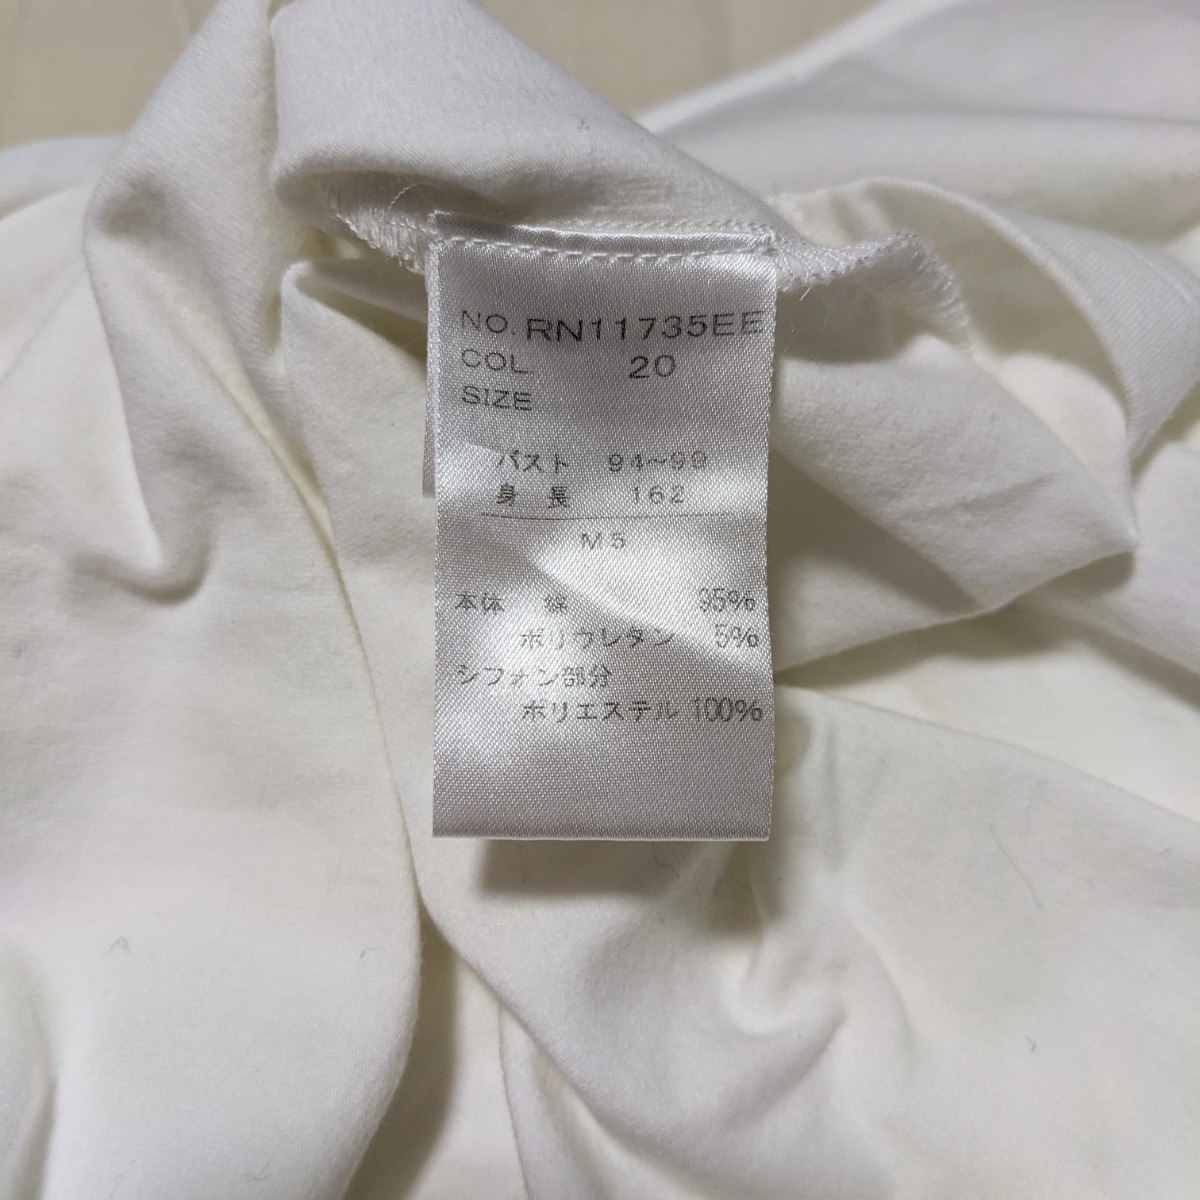 NO. RN11735EE
COL 20
SIZE
バスト 94~99
身長 162
M5
本体 綿 95%
ポリウレタン 5%
シフォン部分
ポリエステル 100%